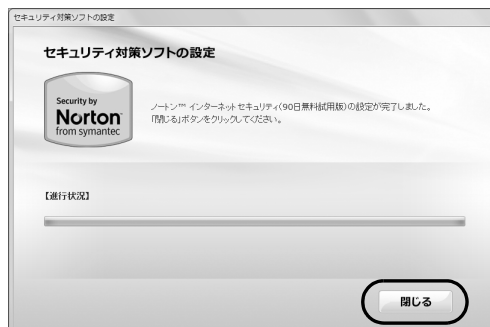 セキュリティ対策ソフトの設定
セキュリティ対策ソフトの設定
Security by
Norton
from symantec
ノートン™ インターネットセキュリティ(90日無料試用版)の設定が完了しました。
「閉じる」ボタンをクリックしてください。
【進行状況】
閉じる